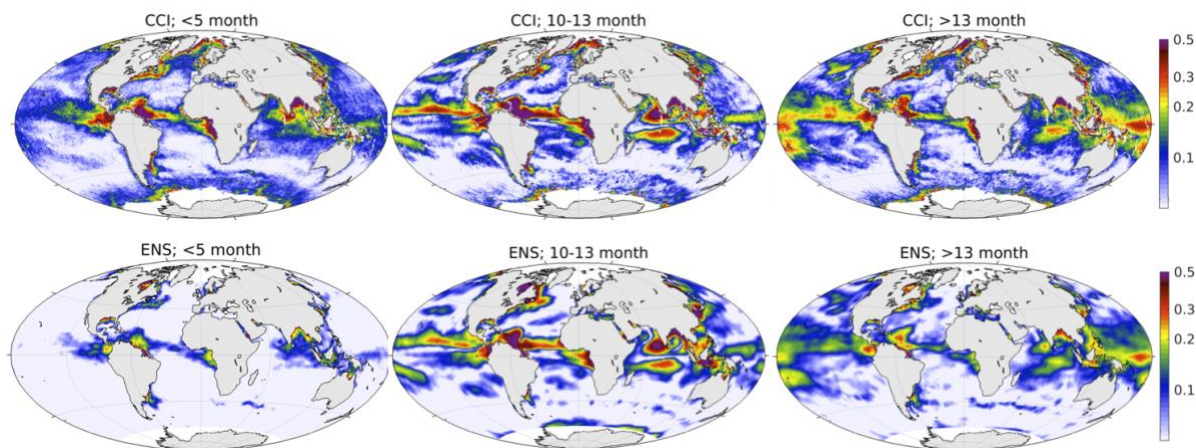 CCI; <5 month
CCI; 10-13 month
CCI; >13 month
0.5
0.3
0.2
0.1
ENS; <5 month
ENS; 10-13 month
ENS; >13 month
0.5
0.3
0.2
0.1